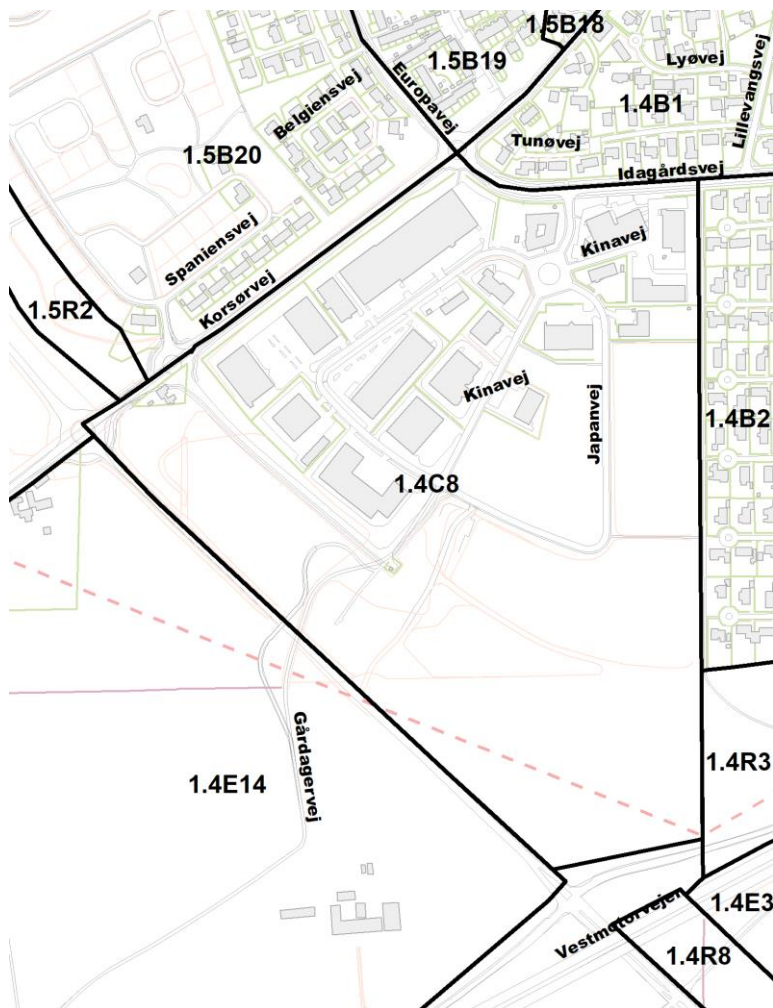 1.5B18
1.5B19
Lyøvej
1.4B1
Lillevangsvej
Europavej
Belgiensvej
Tunøvej
1.5B20
Idagårdsvej
Kinavej
Spaniensvej
Korsørvej
1.5R2
Kinavej
Japanvej
1.4B2
1.4C8
Gårdagervej
1.4R3
1.4E14
Vestmotorvejen
1.4E3
1.4R8